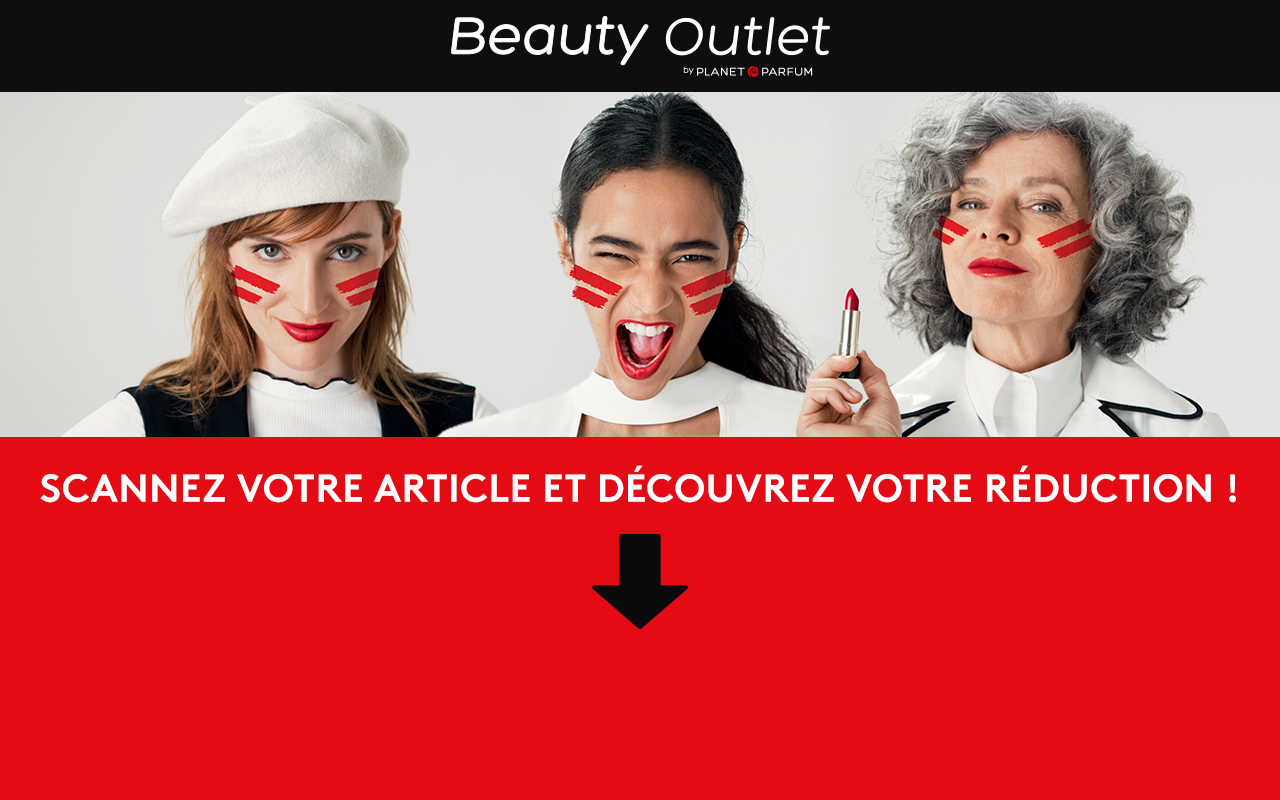 Beauty Outlet
by PLANET PARFUM
SCANNEZ VOTRE ARTICLE ET DÉCOUVREZ VOTRE RÉDUCTION !